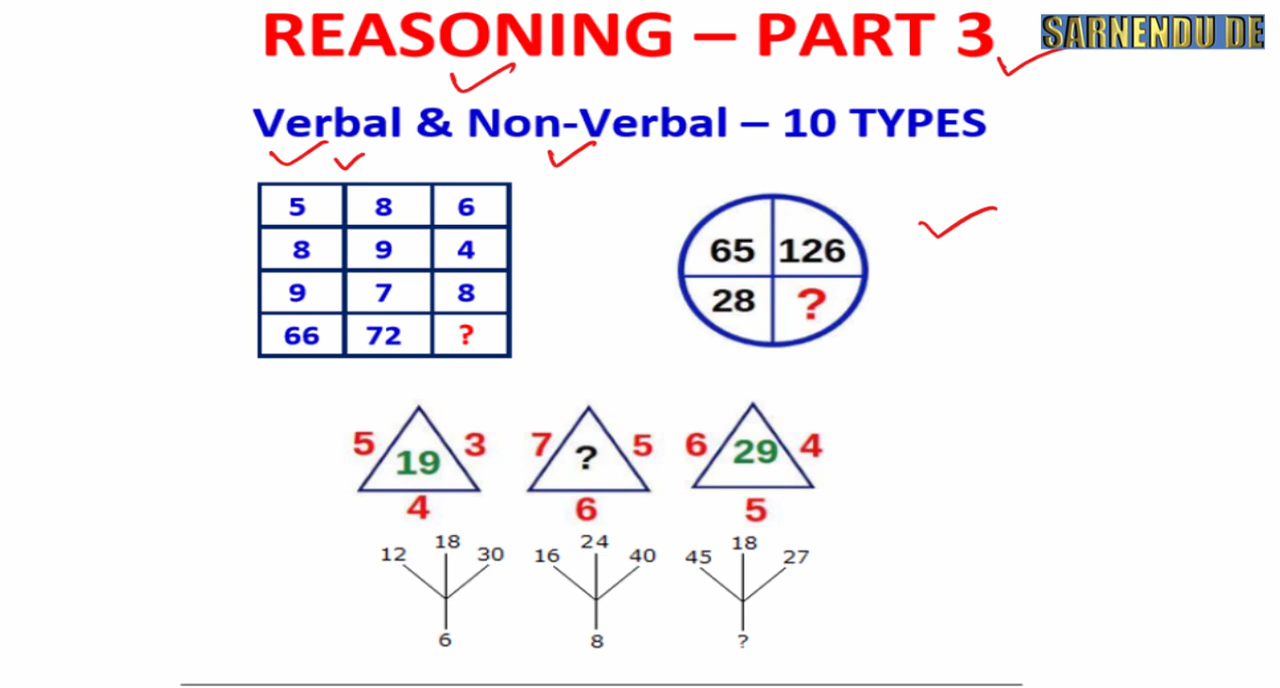 REASONING – PART 3
SARNENDU DE
Verbal & Non-Verbal – 10 TYPES
5 8 6
8 9 4
9 7 8
66 72 ?
65 126
28 ?
5 19 3
4
7 ? 5
6
6 29 4
5
12 18 30
6
16 24 40
8
45 18 27
?